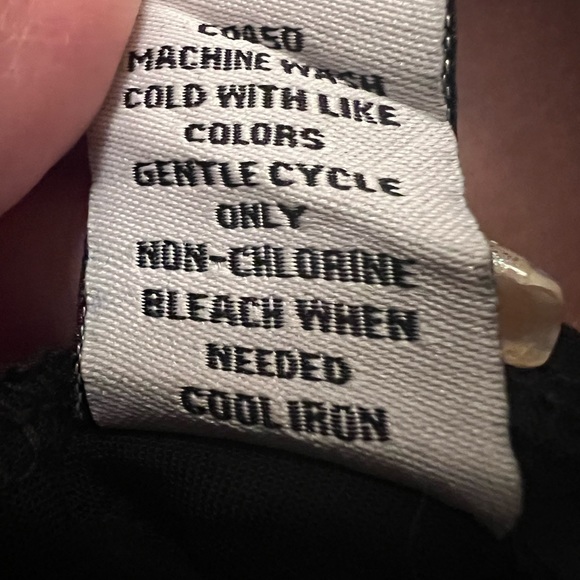 MACHINE WASH
COLD WITH LIKE
COLORS
GENTLE CYCLE
ONLY
NON-CHLORINE
BLEACH WHEN
NEEDED
COOL IRON